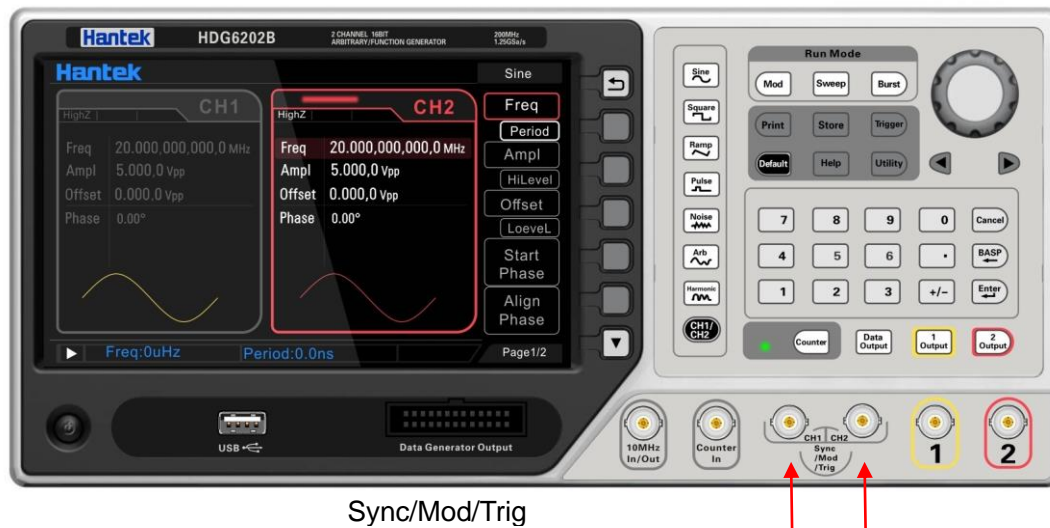 Hantek HDG6202B 2 CHANNEL 16BIT ARBITRARY/FUNCTION GENERATOR 200MHz 1.25GSa/s
Hantek Sine
CH1
HighZ
Freq 20.000,000,000,0 MHz
Ampl 5.000,0 Vpp
Offset 0.000,0 Vpp
Phase 0.00°
CH2
HighZ
Freq 20.000,000,000,0 MHz
Ampl 5.000,0 Vpp
Offset 0.000,0 Vpp
Phase 0.00°
Freq
Period
Ampl
HiLevel
Offset
LoeveL
Start
Phase
Align
Phase
Freq:0uHz Period:0.0ns Page1/2
USB
Data Generator Output
Sine
Square
Ramp
Pulse
Noise
Arb
Harmonic
CH1/
CH2
Run Mode
Mod Sweep Burst
Print Store Trigger
Default Help Utility
7 8 9 0 Cancel
4 5 6 . BASP
1 2 3 +/- Enter
Counter
Data
Output
1
Output
2
Output
10MHz
In/Out
Counter
In
CH1 CH2
Sync
/Mod
/Trig
1
2
Sync/Mod/Trig